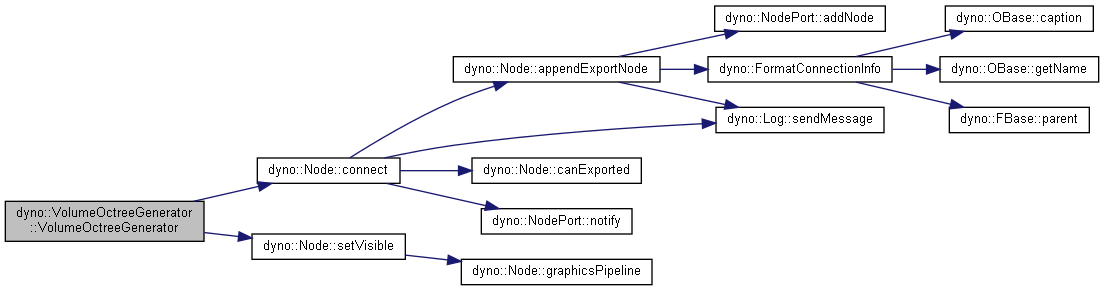 dyno::VolumeOctreeGenerator
::VolumeOctreeGenerator
dyno::Node::connect
dyno::Node::setVisible
dyno::Node::appendExportNode
dyno::Node::canExported
dyno::NodePort::notify
dyno::Node::graphicsPipeline
dyno::NodePort::addNode
dyno::FormatConnectionInfo
dyno::Log::sendMessage
dyno::OBase::caption
dyno::OBase::getName
dyno::FBase::parent